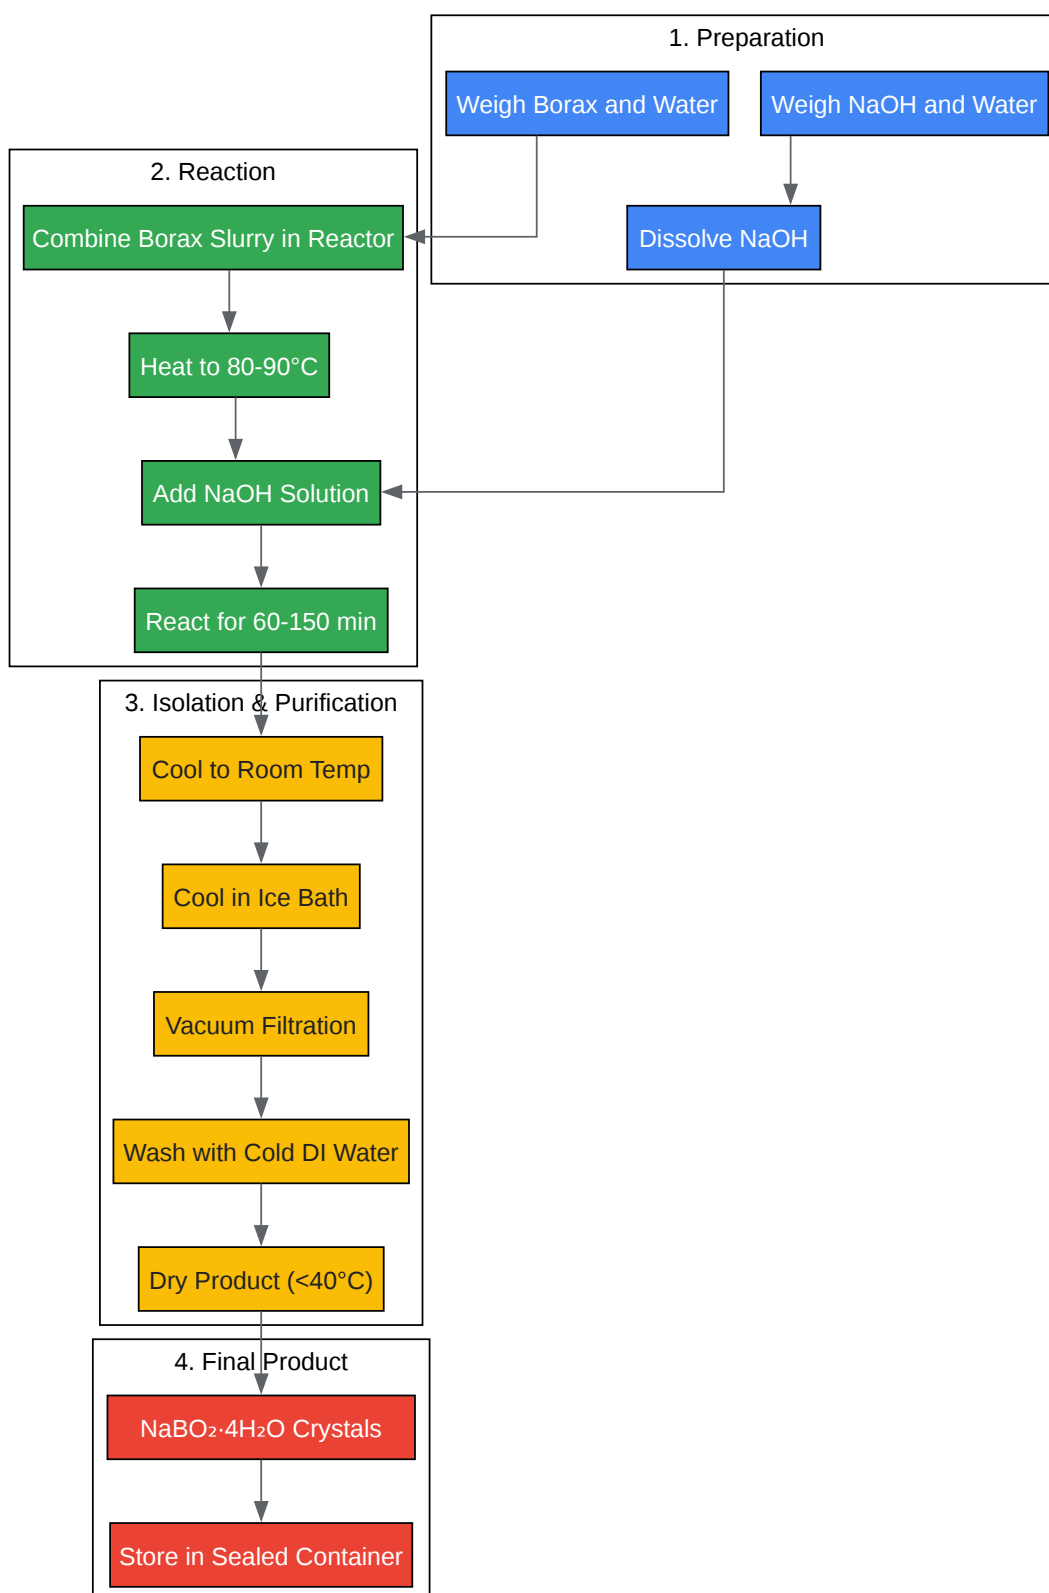 1. Preparation
Weigh Borax and Water
Weigh NaOH and Water
Dissolve NaOH
2. Reaction
Combine Borax Slurry in Reactor
Heat to 80-90°C
Add NaOH Solution
React for 60-150 min
3. Isolation & Purification
Cool to Room Temp
Cool in Ice Bath
Vacuum Filtration
Wash with Cold DI Water
Dry Product (<40°C)
4. Final Product
NaBO₂·4H₂O Crystals
Store in Sealed Container